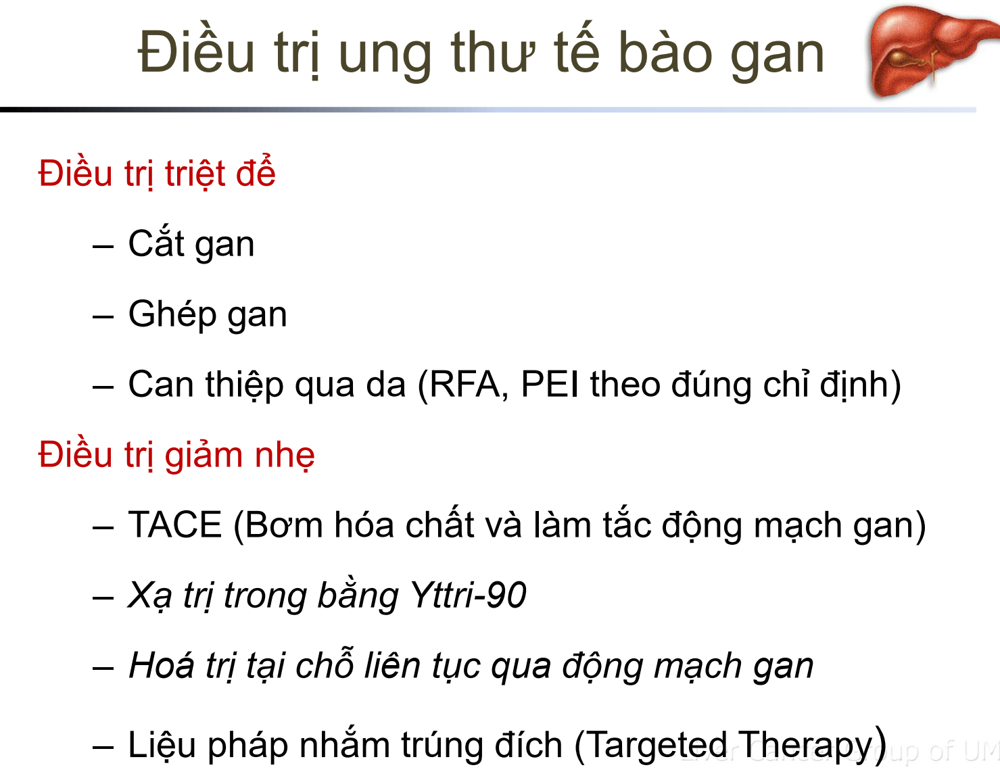 Điều trị ung thư tế bào gan
Điều trị triệt để
– Cắt gan
– Ghép gan
– Can thiệp qua da (RFA, PEI theo đúng chỉ định)
Điều trị giảm nhẹ
– TACE (Bơm hóa chất và làm tắc động mạch gan)
– Xạ trị trong bằng Yttri-90
– Hoá trị tại chỗ liên tục qua động mạch gan
– Liệu pháp nhắm trúng đích (Targeted Therapy)
Liver Cancer Group of UM